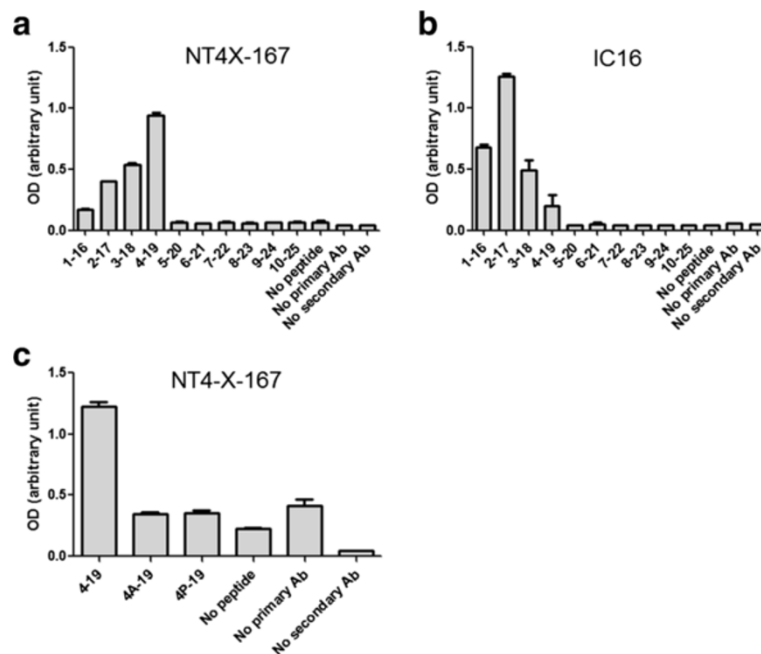 a
NT4X-167
OD (arbitrary unit)
1.5
1.0
0.5
0.0
1-16
2-17
3-18
4-19
5-20
6-21
7-22
8-23
9-24
10-25
No peptide
No primary Ab
No secondary Ab
b
IC16
OD (arbitrary unit)
1.5
1.0
0.5
0.0
1-16
2-17
3-18
4-19
5-20
6-21
7-22
8-23
9-24
10-25
No peptide
No primary Ab
No secondary Ab
c
NT4-X-167
OD (arbitrary unit)
1.5
1.0
0.5
0.0
4-19
4A-19
4P-19
No peptide
No primary Ab
No secondary Ab